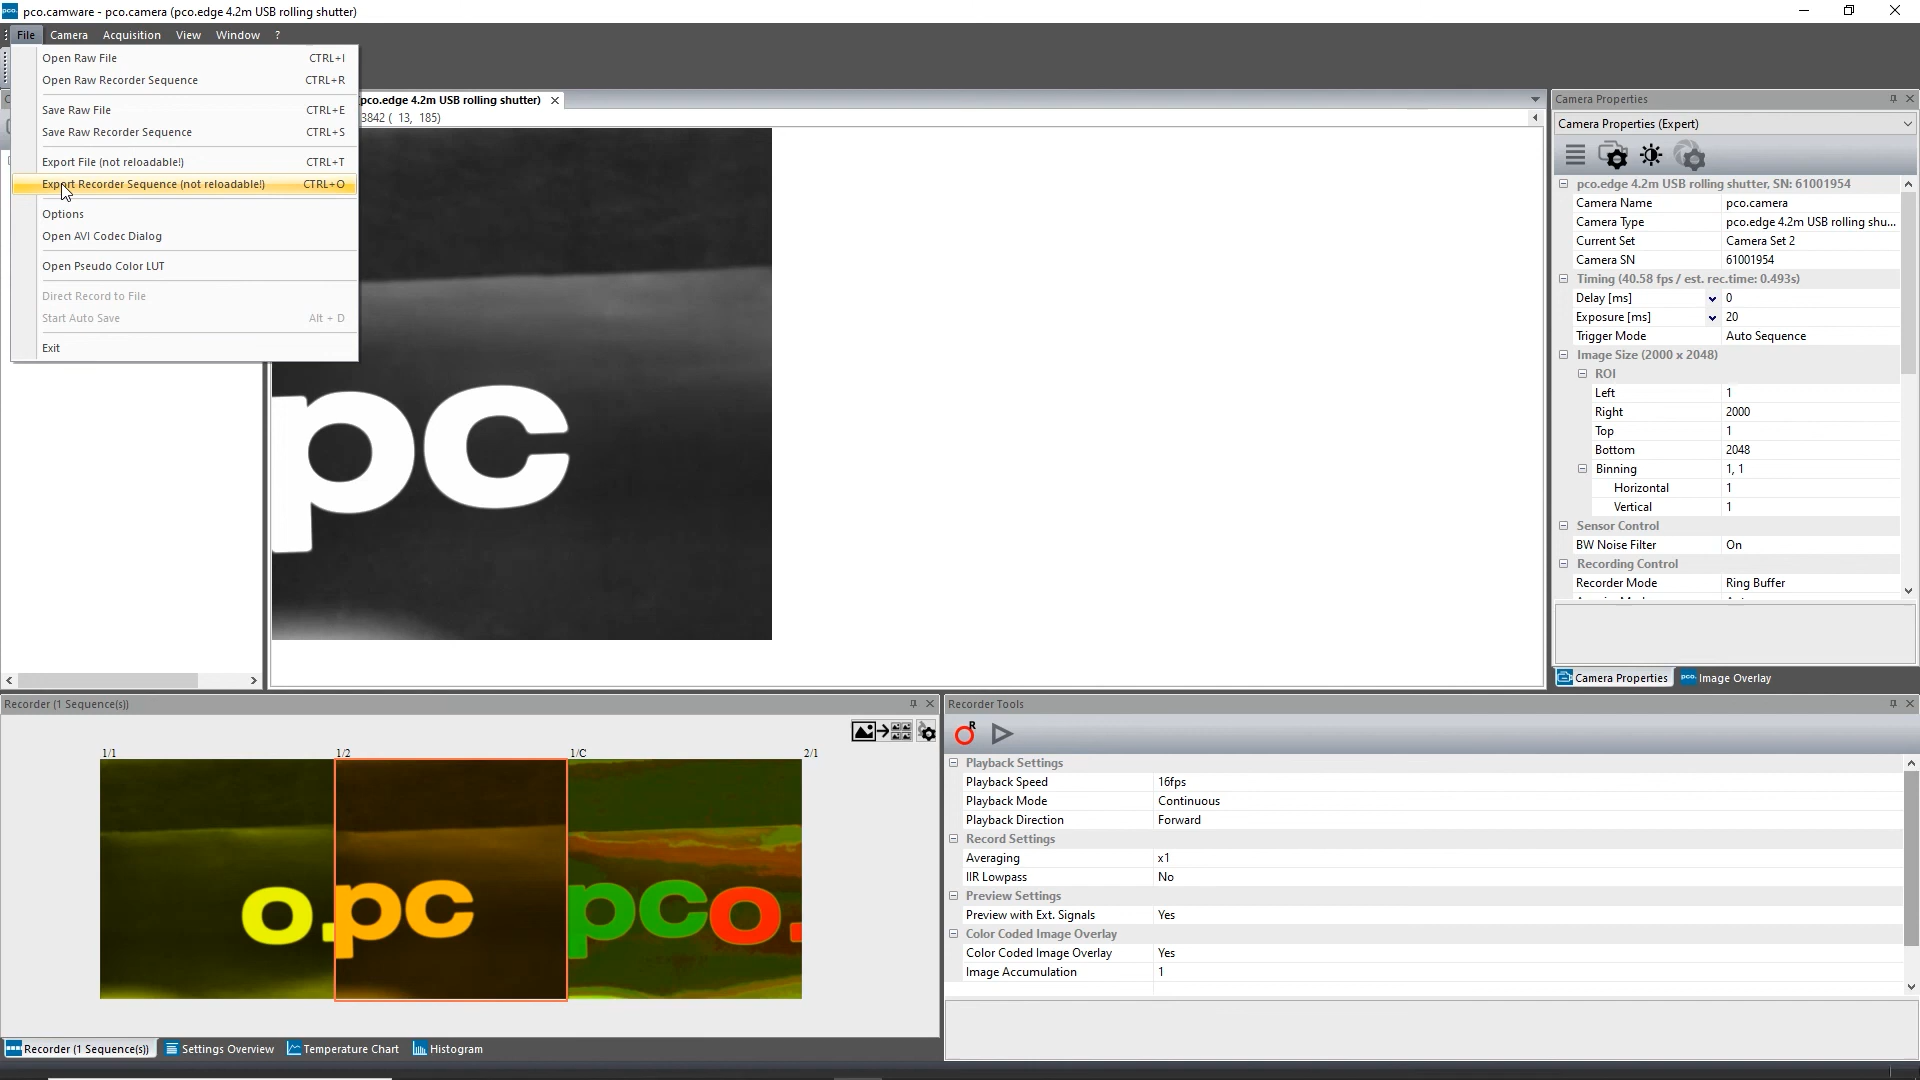 pco.camware - pco.camera (pco.edge 4.2m USB rolling shutter)
File Camera Acquisition View Window ?
Open Raw File CTRL+I
Open Raw Recorder Sequence CTRL+R
Save Raw File CTRL+E
Save Raw Recorder Sequence CTRL+S
Export File (not reloadable!) CTRL+T
Export Recorder Sequence (not reloadable!) CTRL+O
Options
Open AVI Codec Dialog
Open Pseudo Color LUT
Direct Record to File
Start Auto Save Alt + D
Exit
pco.edge 4.2m USB rolling shutter)
3842 ( 13, 185)
pc
Camera Properties
Camera Properties (Expert)
pco.edge 4.2m USB rolling shutter, SN: 61001954
Camera Name pco.camera
Camera Type pco.edge 4.2m USB rolling shu...
Current Set Camera Set 2
Camera SN 61001954
Timing (40.58 fps / est. rec.time: 0.493s)
Delay [ms] 0
Exposure [ms] 20
Trigger Mode Auto Sequence
Image Size (2000 x 2048)
ROI
Left 1
Right 2000
Top 1
Bottom 2048
Binning 1, 1
Horizontal 1
Vertical 1
Sensor Control
BW Noise Filter On
Recording Control
Recorder Mode Ring Buffer
Camera Properties pco. Image Overlay
Recorder (1 Sequence(s))
1/1 1/2 1/C 2/1
o. pc pco.
Recorder (1 Sequence(s)) Settings Overview Temperature Chart Histogram
Recorder Tools
R
Playback Settings
Playback Speed 16fps
Playback Mode Continuous
Playback Direction Forward
Record Settings
Averaging x1
IIR Lowpass No
Preview Settings
Preview with Ext. Signals Yes
Color Coded Image Overlay
Color Coded Image Overlay Yes
Image Accumulation 1